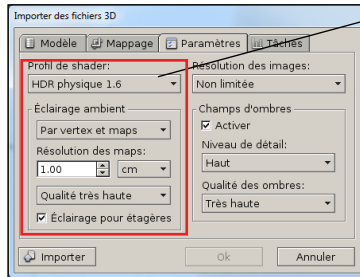 Importer des fichiers 3D
Modèle Mappage Paramètres Tâches
Profil de shader:
HDR physique 1.6
Éclairage ambient
Par vertex et maps
Résolution des maps:
1.00 cm
Qualité très haute
Éclairage pour étagères
Résolution des images:
Non limitée
Champs d'ombres
Activer
Niveau de détail:
Haut
Qualité des ombres:
Très haute
Importer Ok Annuler